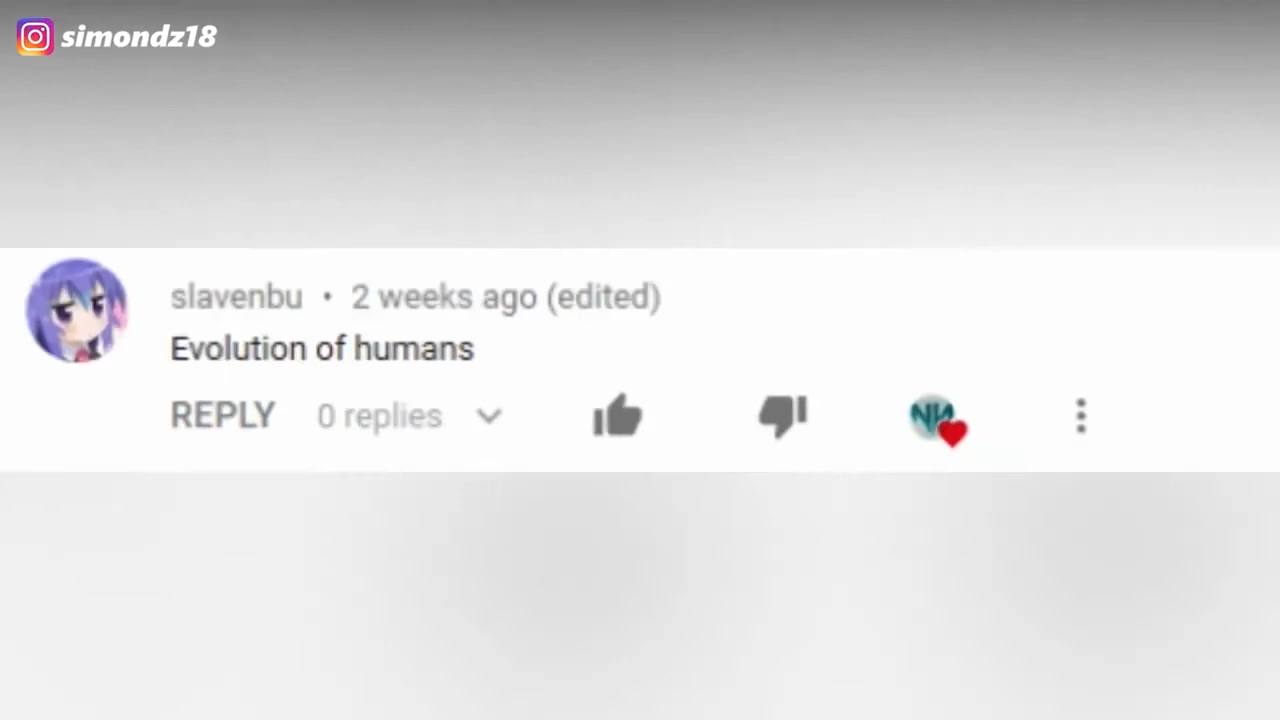 simondz18
slavenbu • 2 weeks ago (edited)
Evolution of humans
REPLY 0 replies